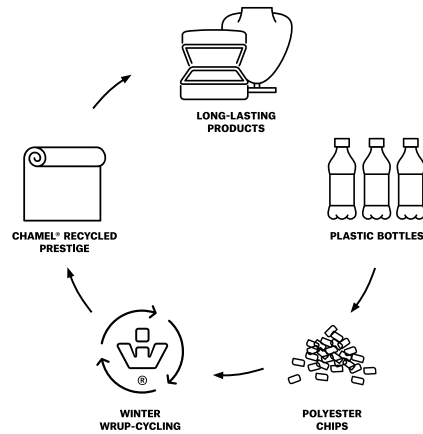 LONG-LASTING
PRODUCTS
CHAMEL® RECYCLED
PRESTIGE
PLASTIC BOTTLES
®
WINTER
WRUP-CYCLING
POLYESTER
CHIPS